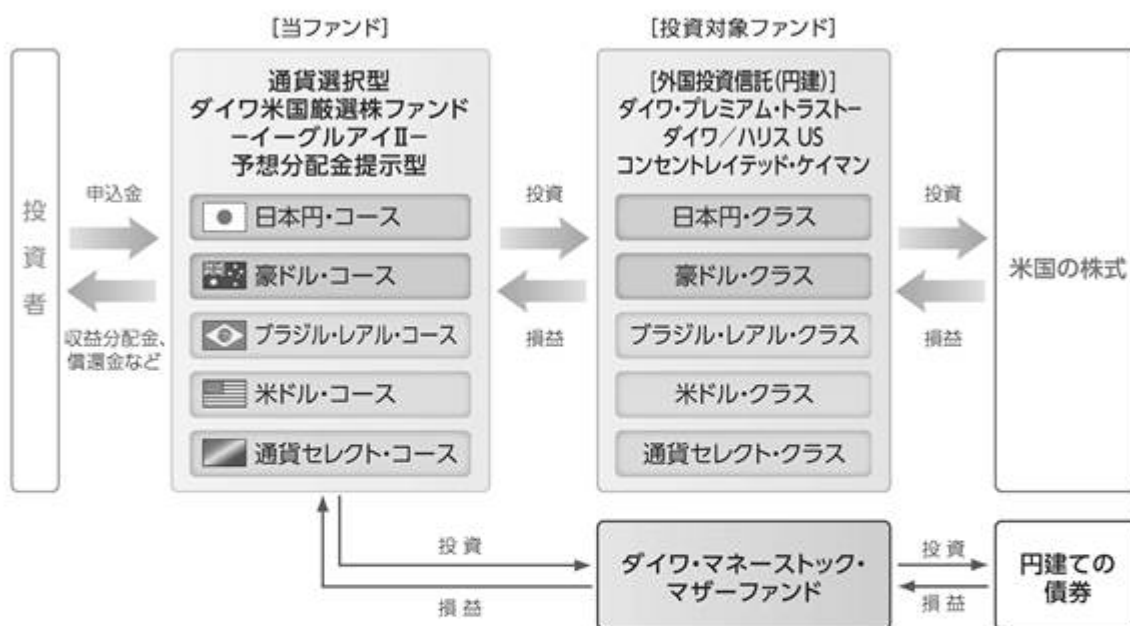 [当ファンド]
[投資対象ファンド]
投資者
申込金
収益分配金、
償還金など
通貨選択型
ダイワ米国厳選株ファンド
－イーグルアイⅡ－
予想分配金提示型
日本円・コース
豪ドル・コース
ブラジル・レアル・コース
米ドル・コース
通貨セレクト・コース
投資
損益
[外国投資信託(円建)]
ダイワ・プレミアム・トラスト－
ダイワ／ハリス US
コンセントレイテッド・ケイマン
日本円・クラス
豪ドル・クラス
ブラジル・レアル・クラス
米ドル・クラス
通貨セレクト・クラス
投資
損益
米国の株式
投資
損益
ダイワ・マネーストック・
マザーファンド
投資
損益
円建ての
債券